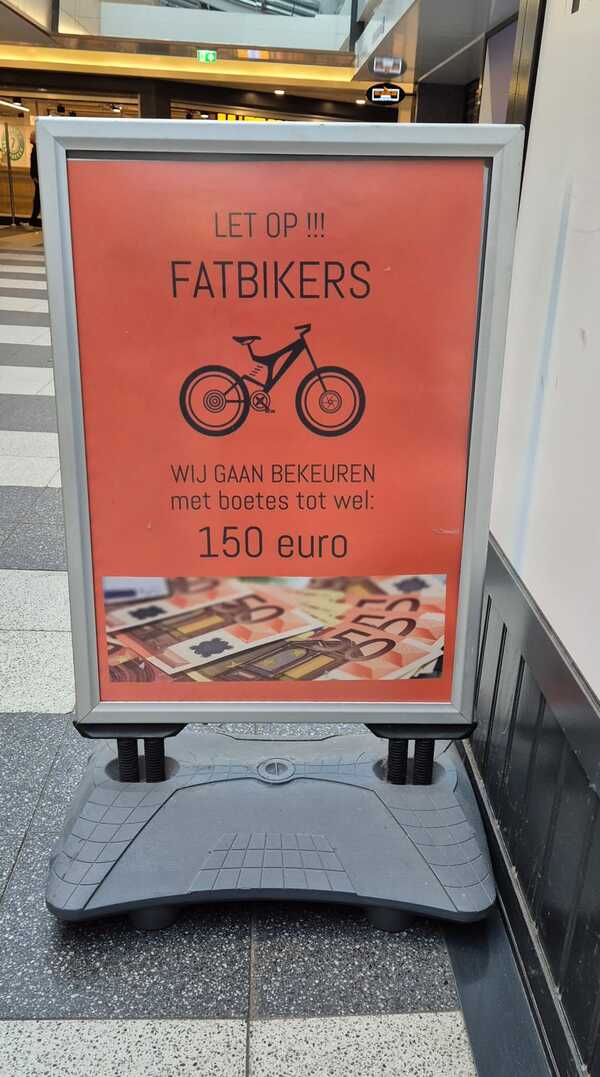 LET OP !!!
FATBIKERS
WIJ GAAN BEKEUREN
met boetes tot wel:
150 euro